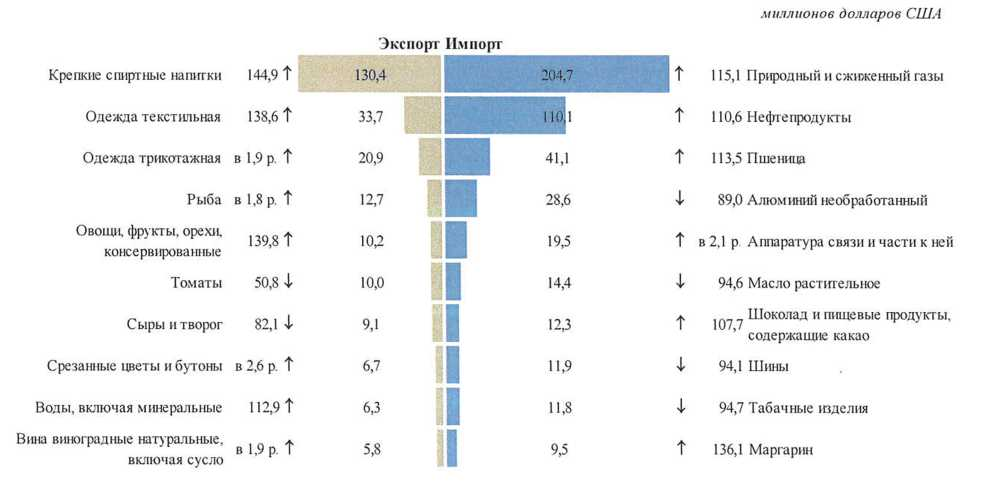 миллионов долларов США
Экспорт Импорт
Крепкие спиртные напитки 144,9 ↑ 130,4 204,7 ↑ 115,1 Природный и сжиженный газы
Одежда текстильная 138,6 ↑ 33,7 110,1 ↑ 110,6 Нефтепродукты
Одежда трикотажная в 1,9 р. ↑ 20,9 41,1 ↑ 113,5 Пшеница
Рыба в 1,8 р. ↑ 12,7 28,6 ↓ 89,0 Алюминий необработанный
Овощи, фрукты, орехи,
консервированные 139,8 ↑ 10,2 19,5 ↑ в 2,1 р. Аппаратура связи и части к ней
Томаты 50,8 ↓ 10,0 14,4 ↓ 94,6 Масло растительное
Сыры и творог 82,1 ↓ 9,1 12,3 ↑ 107,7 Шоколад и пищевые продукты,
содержащие какао
Срезанные цветы и бутоны в 2,6 р. ↑ 6,7 11,9 ↓ 94,1 Шины
Воды, включая минеральные 112,9 ↑ 6,3 11,8 ↓ 94,7 Табачные изделия
Вина виноградные натуральные,
включая сусло в 1,9 р. ↑ 5,8 9,5 ↑ 136,1 Маргарин